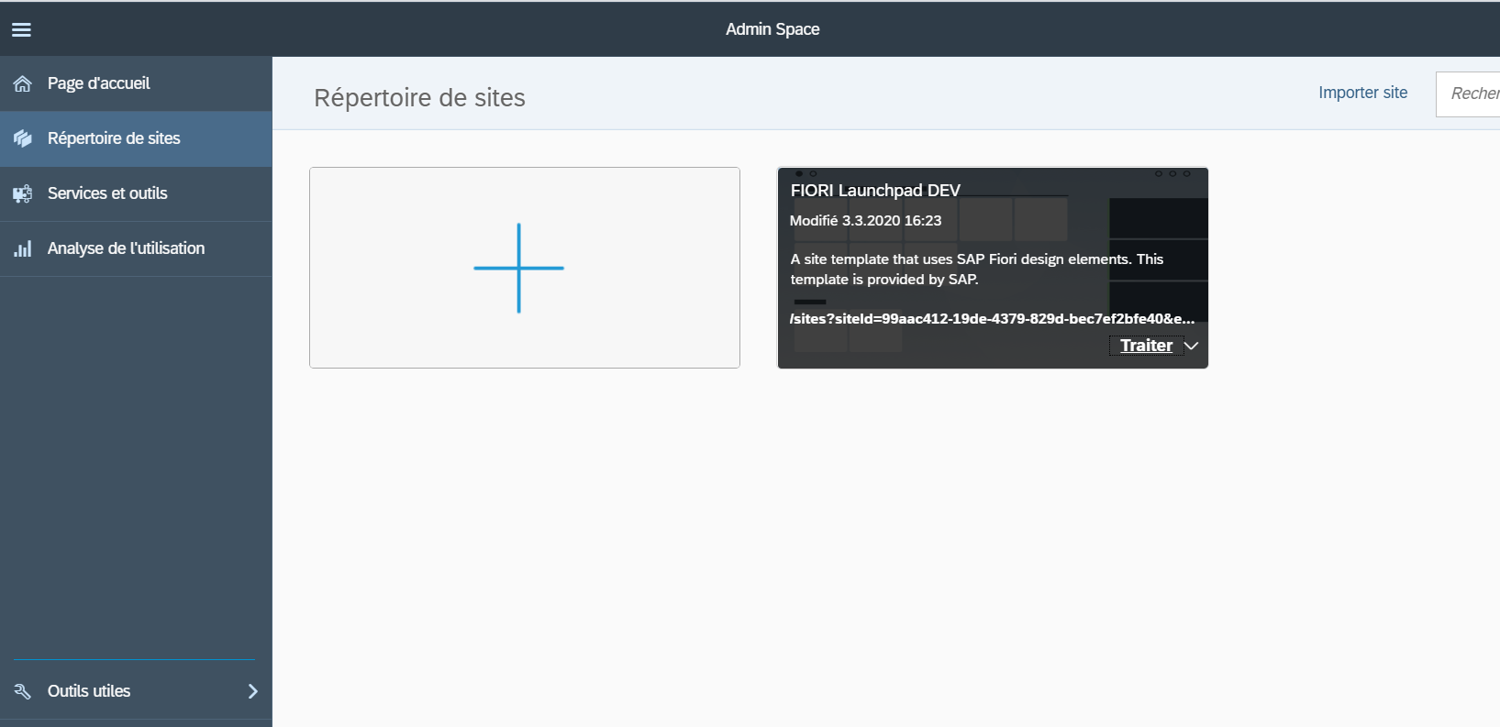 Admin Space
Page d'accueil
Répertoire de sites
Services et outils
Analyse de l'utilisation
Outils utiles
Répertoire de sites
Importer site
Recher
FIORI Launchpad DEV
Modifié 3.3.2020 16:23
A site template that uses SAP Fiori design elements. This
template is provided by SAP.
/sites?siteId=99aac412-19de-4379-829d-bec7ef2bfe40&e...
Traiter